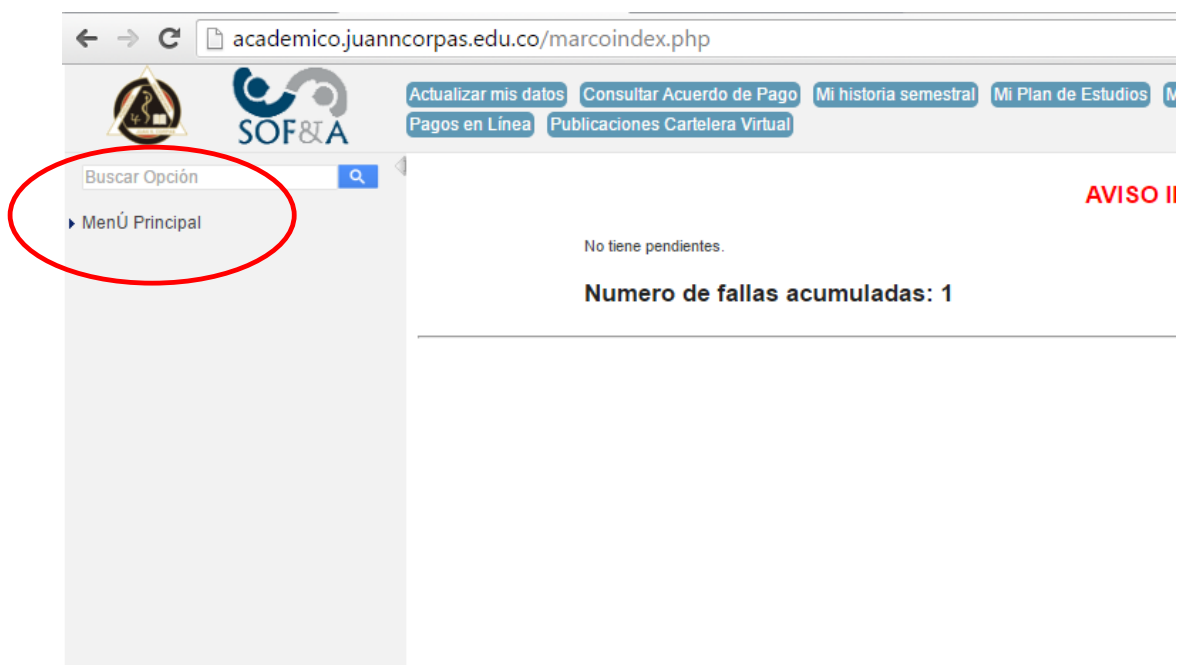 academico.juanncorpas.edu.co/marcoindex.php
SOF&A
Actualizar mis datos Consultar Acuerdo de Pago Mi historia semestral Mi Plan de Estudios
Pagos en Línea Publicaciones Cartelera Virtual
Buscar Opción
MenÚ Principal
AVISO
No tiene pendientes.
Numero de fallas acumuladas: 1